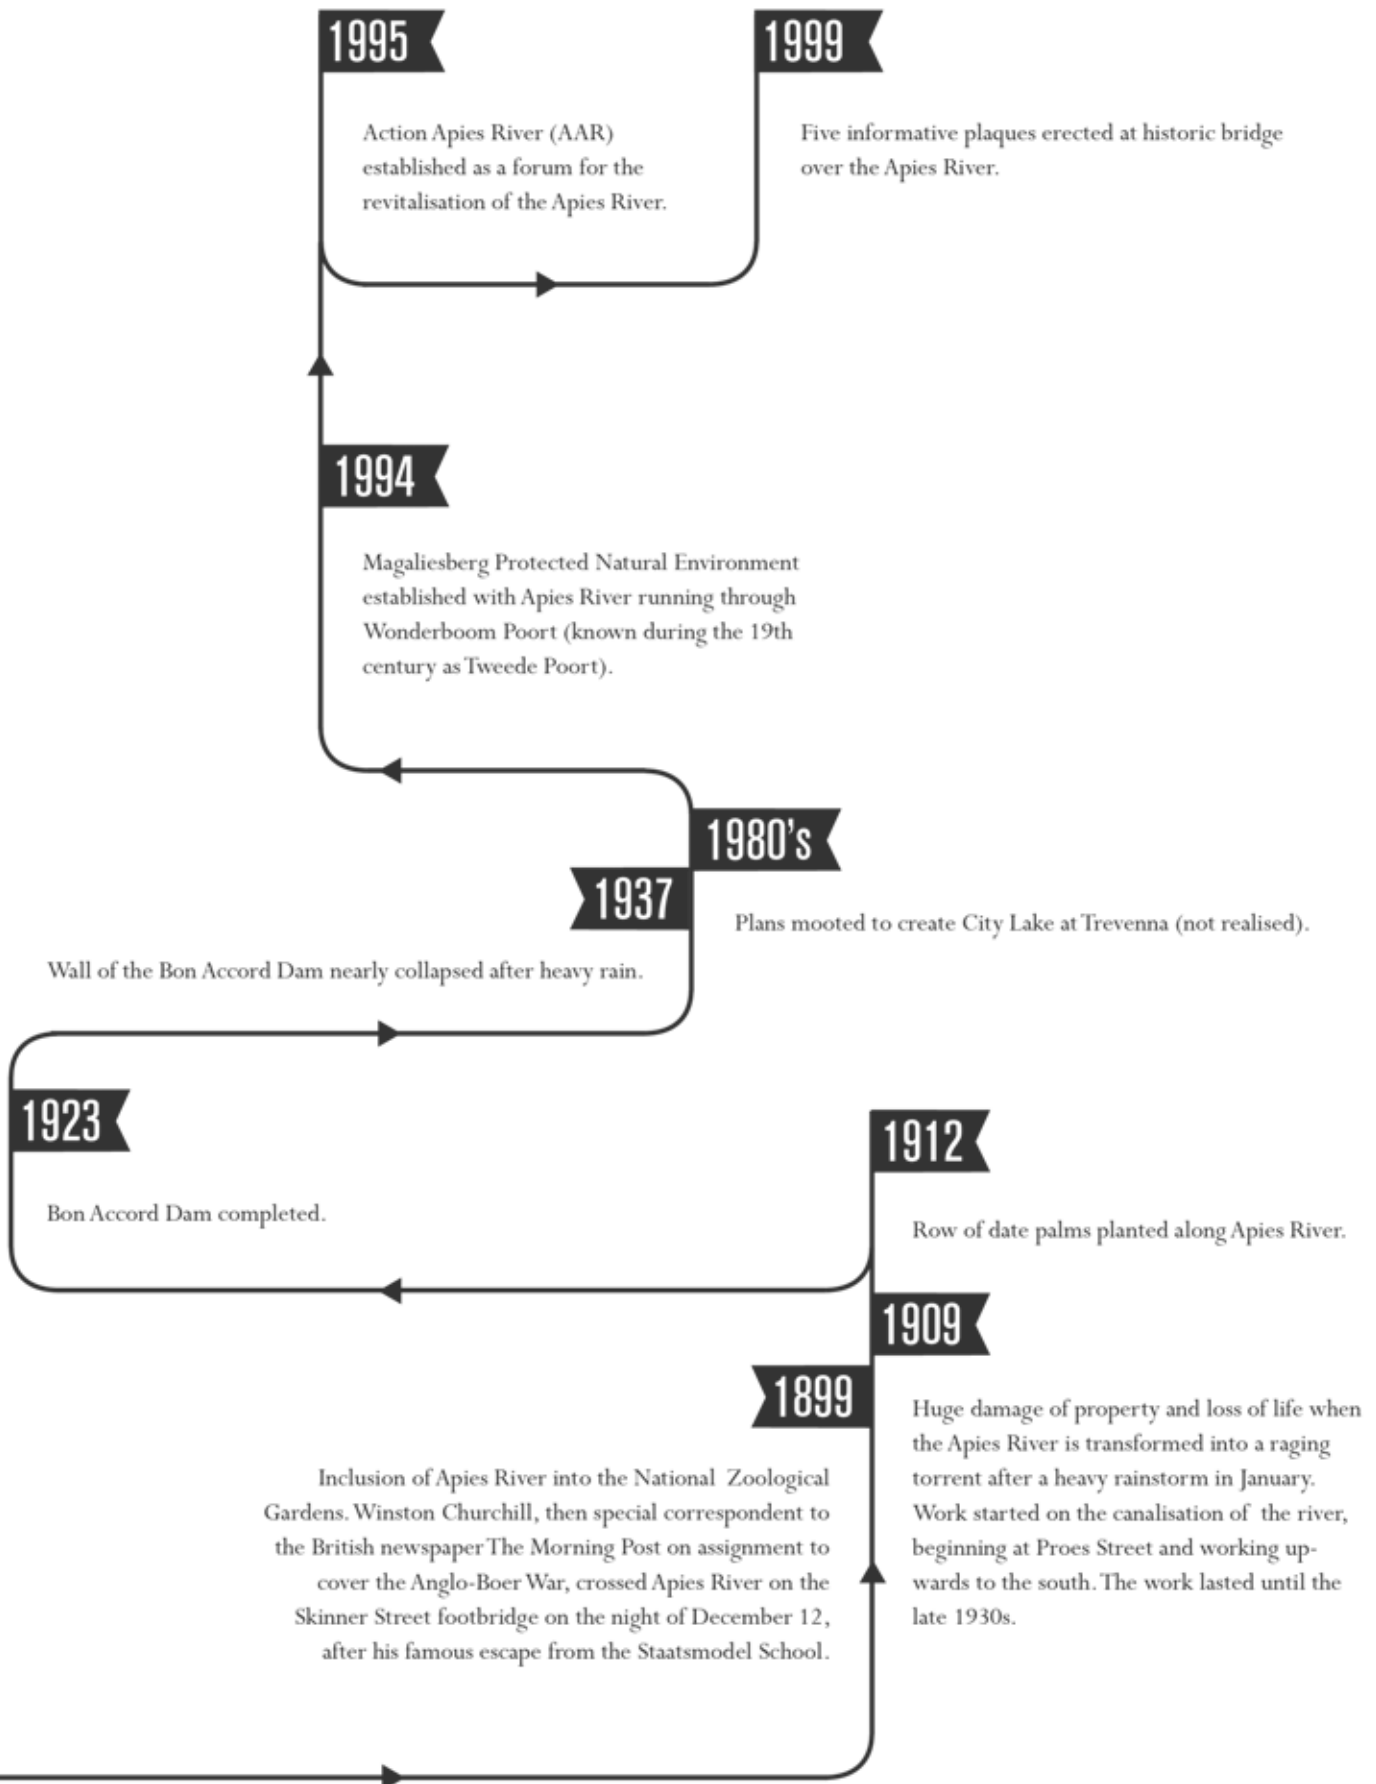 1995
Action Apies River (AAR)
established as a forum for the
revitalisation of the Apies River.
1999
Five informative plaques erected at historic bridge
over the Apies River.
1994
Magaliesberg Protected Natural Environment
established with Apies River running through
Wonderboom Poort (known during the 19th
century as Tweede Poort).
1980's
Plans mooted to create City Lake at Trevenna (not realised).
1937
Wall of the Bon Accord Dam nearly collapsed after heavy rain.
1923
Bon Accord Dam completed.
1912
Row of date palms planted along Apies River.
1909
Huge damage of property and loss of life when
the Apies River is transformed into a raging
torrent after a heavy rainstorm in January.
Work started on the canalisation of the river,
beginning at Proes Street and working up-
wards to the south. The work lasted until the
late 1930s.
1899
Inclusion of Apies River into the National Zoological
Gardens. Winston Churchill, then special correspondent to
the British newspaper The Morning Post on assignment to
cover the Anglo-Boer War, crossed Apies River on the
Skinner Street footbridge on the night of December 12,
after his famous escape from the Staatsmodel School.